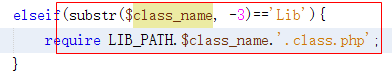 elseif(substr($class_name, -3)=='Lib'){
require LIB_PATH.$class_name.'.class.php';
}